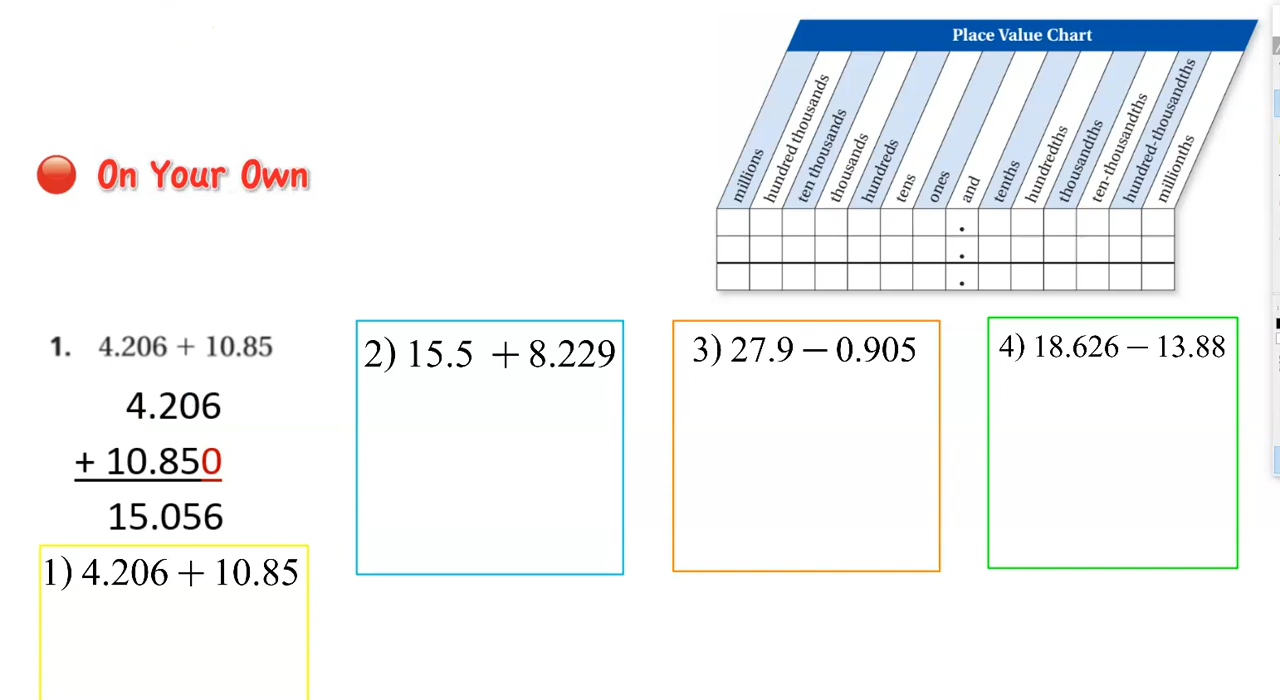 Place Value Chart
millions
hundred thousands
ten thousands
thousands
hundreds
tens
ones
and
tenths
hundredths
thousandths
ten-thousandths
hundred-thousandths
millionths
.
.
.
On Your Own
1. 4.206 + 10.85
4.206
+ 10.850
15.056
1) 4.206 + 10.85
2) 15.5 + 8.229
3) 27.9 − 0.905
4) 18.626 − 13.88